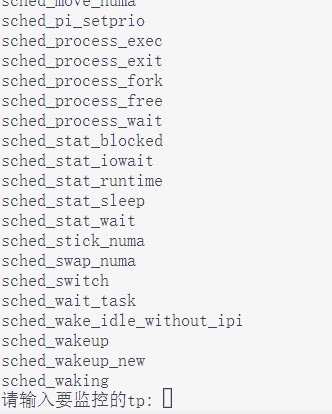 sched_move_numa
sched_pi_setprio
sched_process_exec
sched_process_exit
sched_process_fork
sched_process_free
sched_process_wait
sched_stat_blocked
sched_stat_iowait
sched_stat_runtime
sched_stat_sleep
sched_stat_wait
sched_stick_numa
sched_swap_numa
sched_switch
sched_wait_task
sched_wake_idle_without_ipi
sched_wakeup
sched_wakeup_new
sched_waking
请输入要监控的tp: